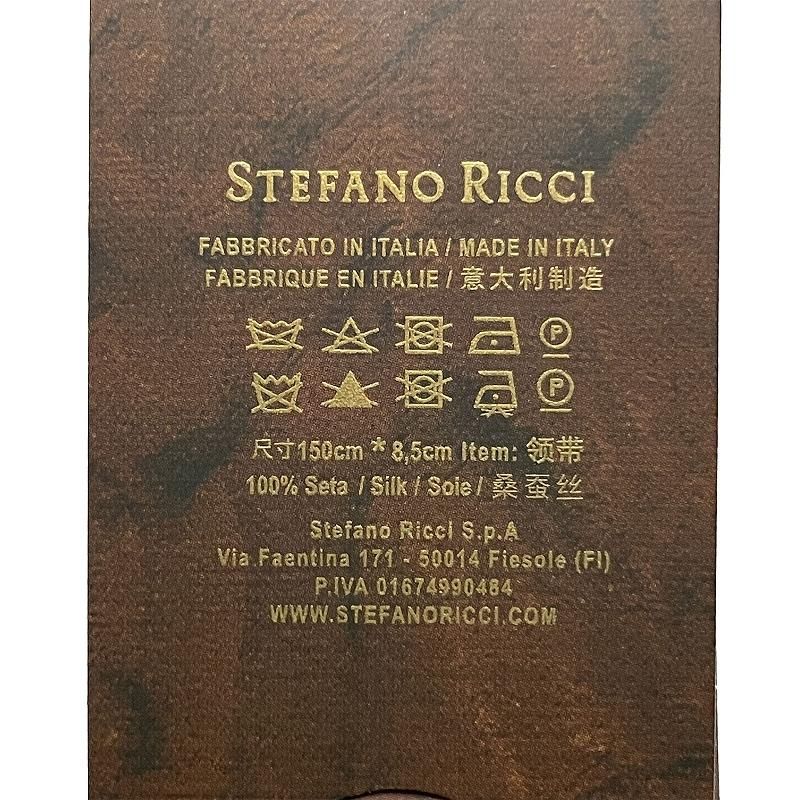 STEFANO RICCI
FABBRICATO IN ITALIA / MADE IN ITALY
FABBRIQUE EN ITALIE / 意大利制造
P
P
尺寸150cm * 8,5cm Item: 领带
100% Seta / Silk / Soie / 桑蚕丝
Stefano Ricci S.p.A
Via Faentina 171 - 50014 Fiesole (FI)
P.IVA 01674990484
WWW.STEFANORICCI.COM